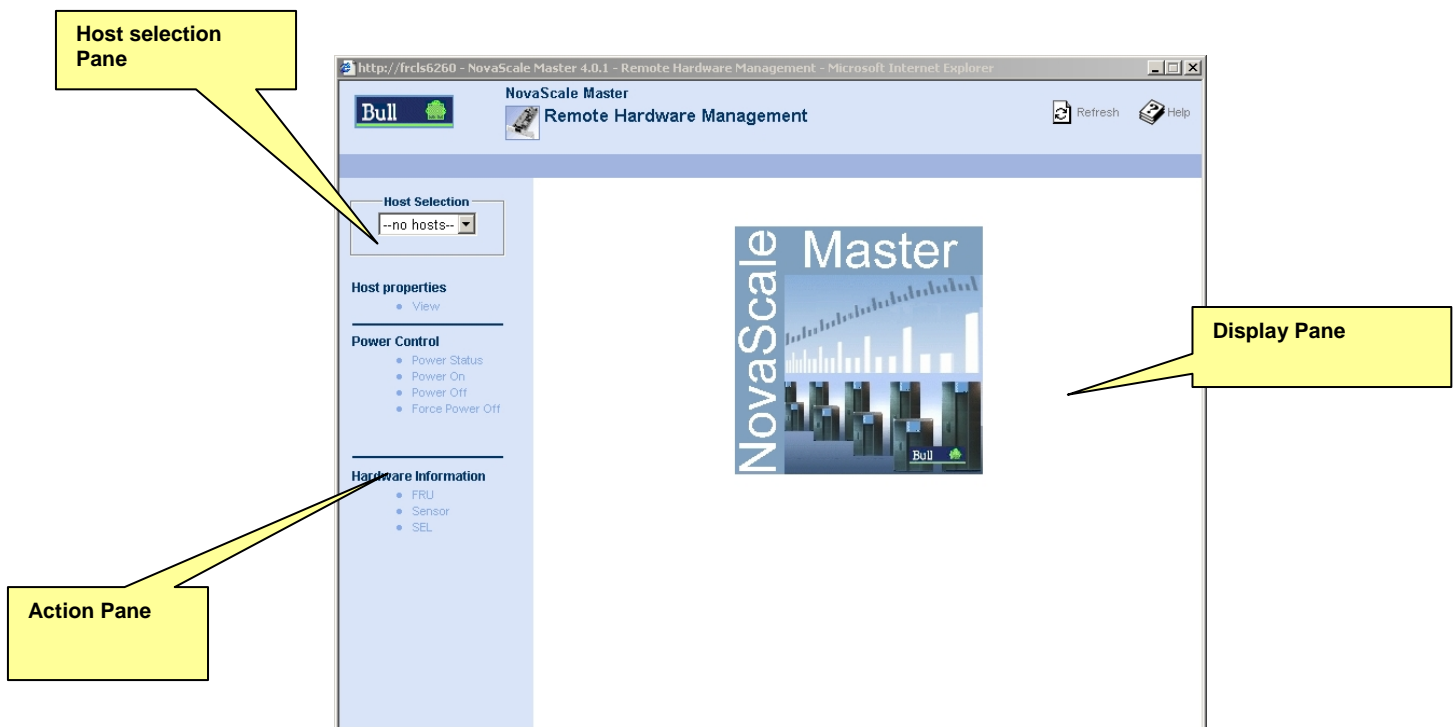 Host selection
Pane
http://frcls6260 - NovaScale Master 4.0.1 - Remote Hardware Management - Microsoft Internet Explorer
Bull
NovaScale Master
Remote Hardware Management
Refresh
Help
Host Selection
--no hosts--
Host properties
View
Power Control
Power Status
Power On
Power Off
Force Power Off
Hardware Information
FRU
Sensor
SEL
NovaScale
Master
Bull
Display Pane
Action Pane